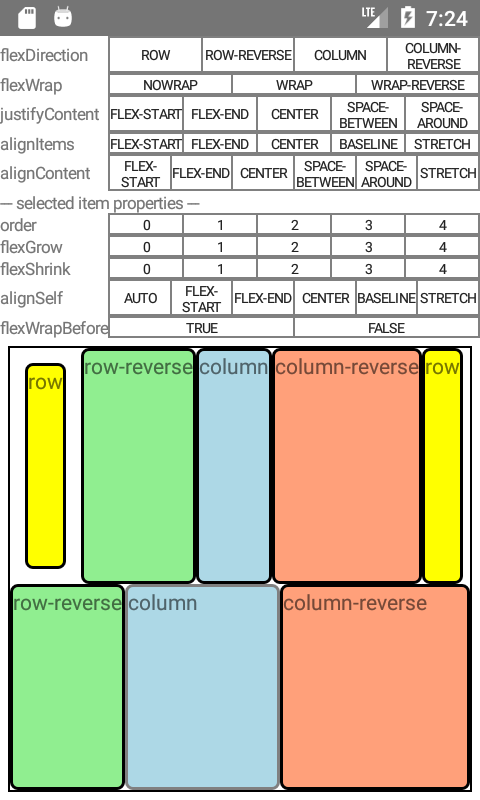 LTE 7:24
flexDirection ROW ROW-REVERSE COLUMN COLUMN-REVERSE
flexWrap NOWRAP WRAP WRAP-REVERSE
justifyContent FLEX-START FLEX-END CENTER SPACE-BETWEEN SPACE-AROUND
alignItems FLEX-START FLEX-END CENTER BASELINE STRETCH
alignContent FLEX-START FLEX-END CENTER SPACE-BETWEEN SPACE-AROUND STRETCH
--- selected item properties ---
order 0 1 2 3 4
flexGrow 0 1 2 3 4
flexShrink 0 1 2 3 4
alignSelf AUTO FLEX-START FLEX-END CENTER BASELINE STRETCH
flexWrapBefore TRUE FALSE
row row-reverse column column-reverse row
row-reverse column column-reverse